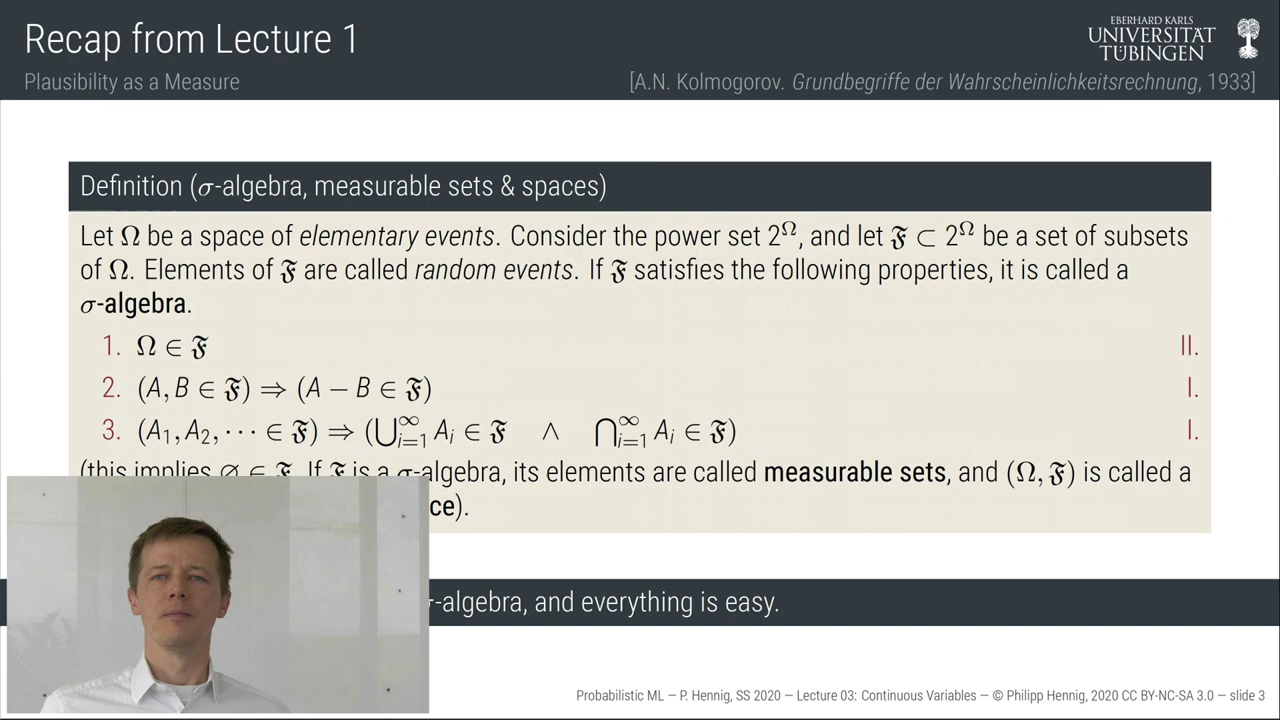 Recap from Lecture 1
EBERHARD KARLS
UNIVERSITÄT
TÜBINGEN
Plausibility as a Measure
[A.N. Kolmogorov. Grundbegriffe der Wahrscheinlichkeitsrechnung, 1933]
Definition (σ-algebra, measurable sets & spaces)
Let Ω be a space of elementary events. Consider the power set 2^Ω, and let 𝔉 ⊂ 2^Ω be a set of subsets
of Ω. Elements of 𝔉 are called random events. If 𝔉 satisfies the following properties, it is called a
σ-algebra.
1. Ω ∈ 𝔉 II.
2. (A, B ∈ 𝔉) ⇒ (A − B ∈ 𝔉) I.
3. (A₁, A₂, ⋯ ∈ 𝔉) ⇒ (⋃_{i=1}^∞ A_i ∈ 𝔉 ∧ ⋂_{i=1}^∞ A_i ∈ 𝔉) I.
(this implies ∅ ∈ 𝔉. If 𝔉 is a σ-algebra, its elements are called measurable sets, and (Ω, 𝔉) is called a
ce).
-algebra, and everything is easy.
Probabilistic ML — P. Hennig, SS 2020 — Lecture 03: Continuous Variables — © Philipp Hennig, 2020 CC BY-NC-SA 3.0 — slide 3